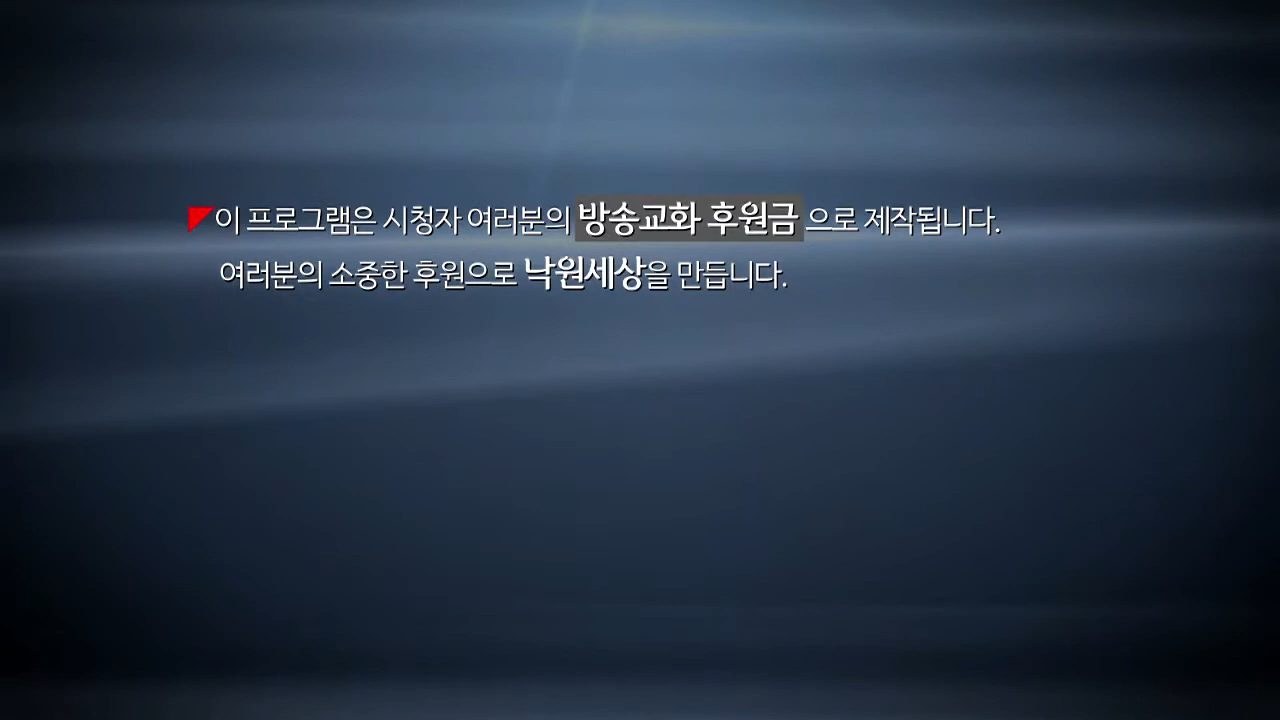 이 프로그램은 시청자 여러분의 방송교화 후원금 으로 제작됩니다.
여러분의 소중한 후원으로 낙원세상을 만듭니다.